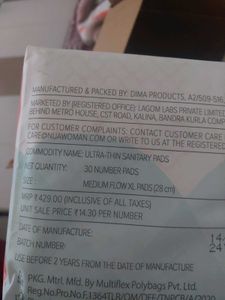 MANUFACTURED & PACKED BY: DIMA PRODUCTS, A2/509-516,
MARKETED BY (REGISTERED OFFICE): LAGOM LABS PRIVATE LIMITED
BEHIND METRO HOUSE, CST ROAD, KALINA, BANDRA KURLA COMP
FOR CUSTOMER COMPLAINTS: CONTACT CUSTOMER CARE
CARE@NUAWOMAN.COM OR WRITE TO US AT THE REGISTERED
COMMODITY NAME: ULTRA-THIN SANITARY PADS
NET QUANTITY: 30 NUMBER PADS
SIZE : MEDIUM FLOW XL PADS (28 cm)
MRP ₹429.00 (INCLUSIVE OF ALL TAXES)
UNIT SALE PRICE ₹14.30 PER NUMBER
DATE OF MANUFACTURE:
BATCH NUMBER:
USE BEFORE 2 YEARS FROM THE DATE OF MANUFACTURE
PKG. Mtrl. Mfd. By Multiflex Polybags Pvt. Ltd.